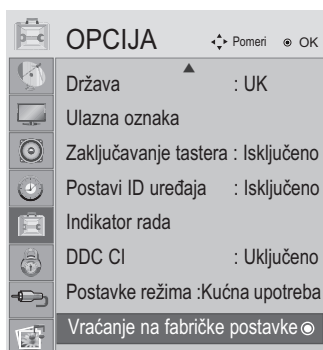 OPCIJA Pomeri OK
Država : UK
Ulazna oznaka
Zaključavanje tastera : Isključeno
Postavi ID uređaja : Isključeno
Indikator rada
DDC CI : Uključeno
Postavke režima :Kućna upotreba
Vraćanje na fabričke postavke